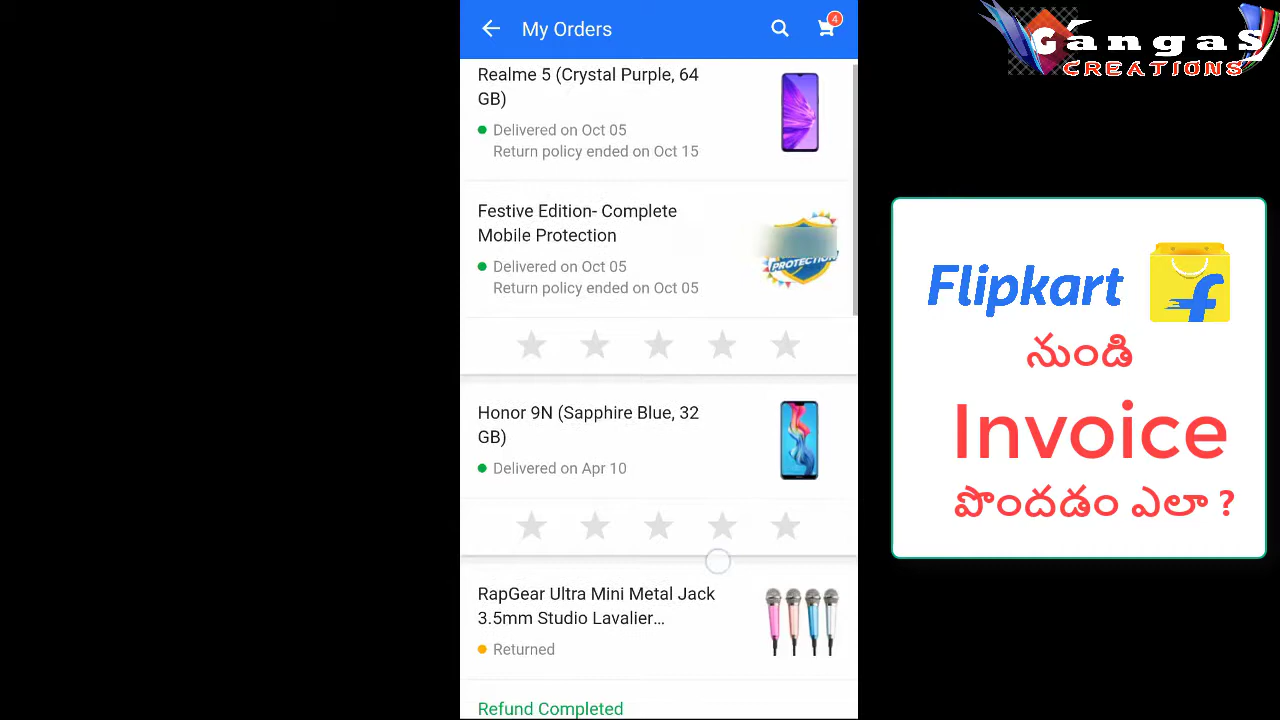 My Orders
4
Realme 5 (Crystal Purple, 64
GB)
Delivered on Oct 05
Return policy ended on Oct 15
Festive Edition- Complete
Mobile Protection
Delivered on Oct 05
Return policy ended on Oct 05
PROTECTION
Honor 9N (Sapphire Blue, 32
GB)
Delivered on Apr 10
RapGear Ultra Mini Metal Jack
3.5mm Studio Lavalier...
Returned
Refund Completed
GangaS
CREATIONS
Flipkart
నుండి
Invoice
పొందడం ఎలా ?